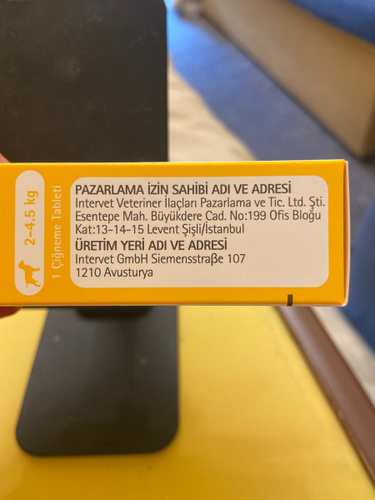 PAZARLAMA İZİN SAHİBİ ADI VE ADRESİ
Intervet Veteriner İlaçları Pazarlama ve Tic. Ltd. Şti.
Esentepe Mah. Büyükdere Cad. No:199 Ofis Bloğu
Kat:13-14-15 Levent Şişli/İstanbul
ÜRETİM YERİ ADI VE ADRESİ
Intervet GmbH Siemensstraβe 107
1210 Avusturya
2-4.5 kg
1 Çiğneme Tableti